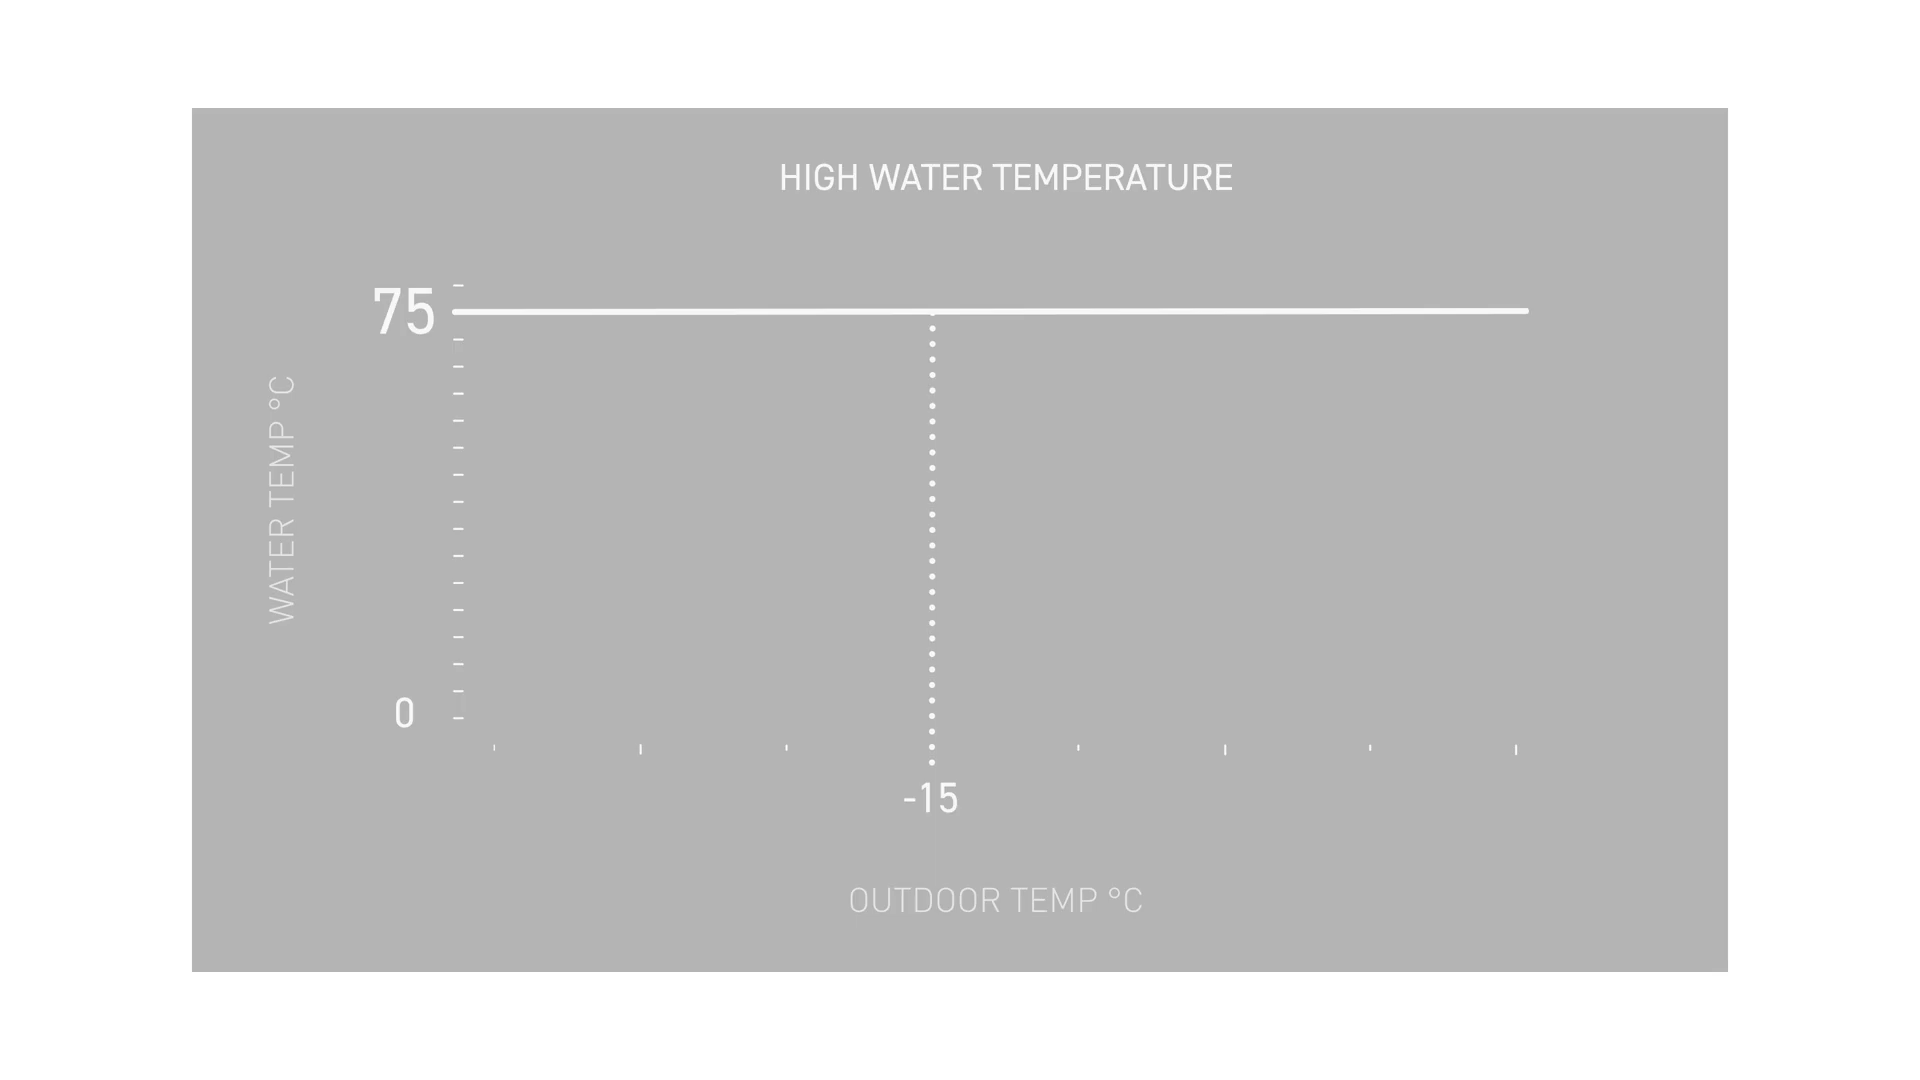 HIGH WATER TEMPERATURE
75
WATER TEMP °C
0
-15
OUTDOOR TEMP °C